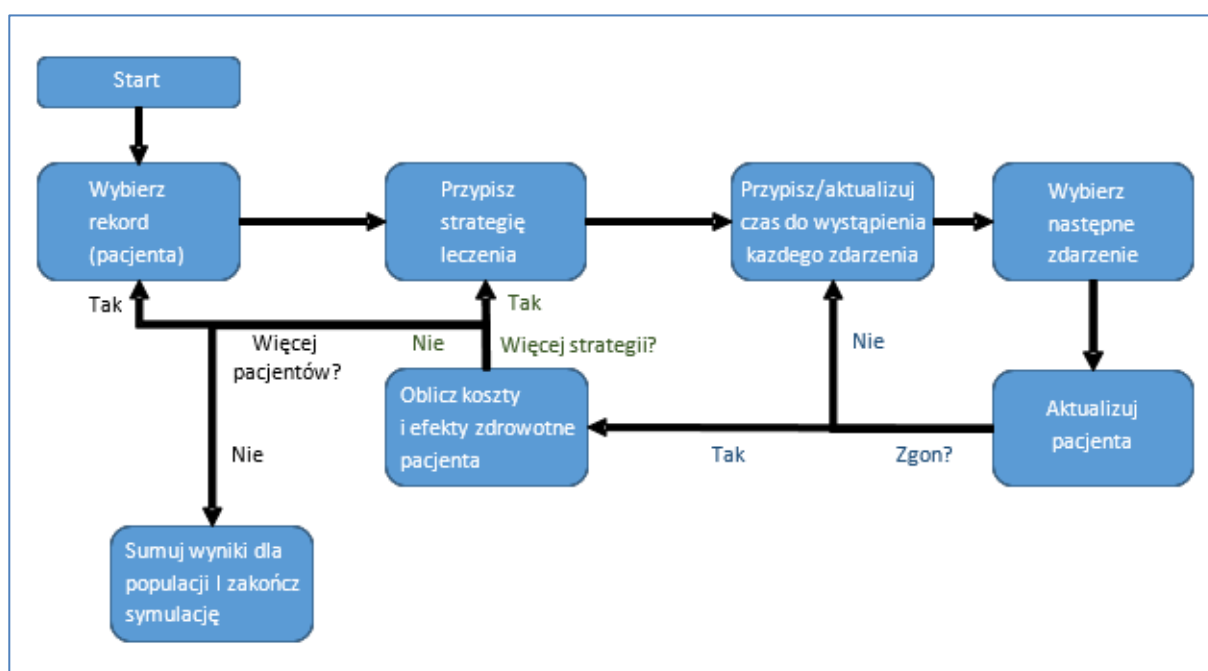 Start
Wybierz
rekord
(pacjenta)
Przypisz
strategię
leczenia
Przypisz/aktualizuj
czas do wystąpienia
kazdego zdarzenia
Wybierz
następne
zdarzenie
Tak
Tak
Więcej
pacjentów?
Nie
Więcej strategii?
Nie
Oblicz koszty
i efekty zdrowotne
pacjenta
Aktualizuj
pacjenta
Tak
Zgon?
Nie
Sumuj wyniki dla
populacji I zakończ
symulację